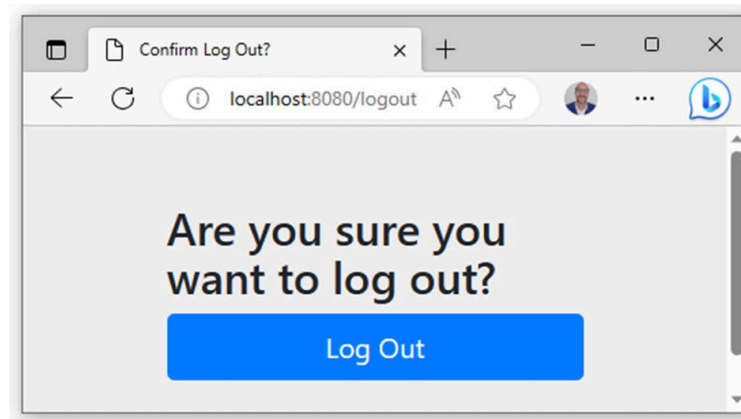 Confirm Log Out?
localhost:8080/logout
Are you sure you
want to log out?
Log Out